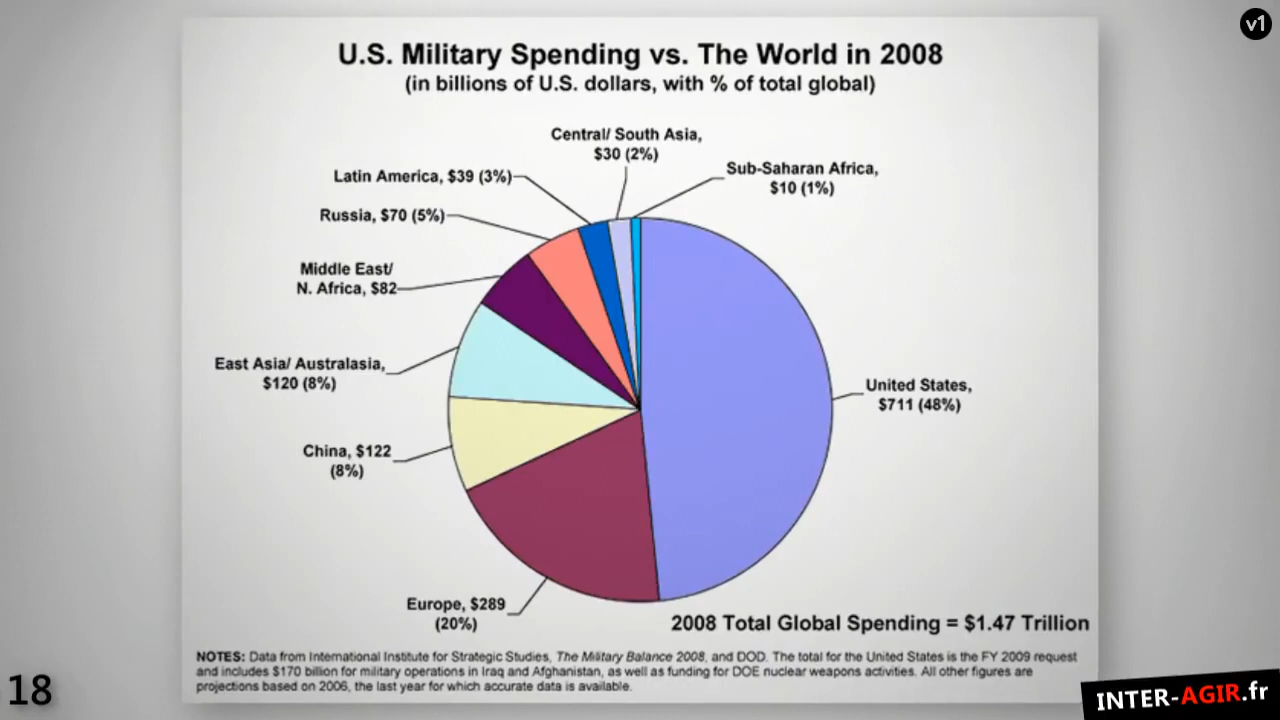 v1
U.S. Military Spending vs. The World in 2008
(in billions of U.S. dollars, with % of total global)
Central/ South Asia,
$30 (2%)
Sub-Saharan Africa,
$10 (1%)
Latin America, $39 (3%)
Russia, $70 (5%)
Middle East/
N. Africa, $82
East Asia/ Australasia,
$120 (8%)
United States,
$711 (48%)
China, $122
(8%)
Europe, $289
(20%)
2008 Total Global Spending = $1.47 Trillion
NOTES: Data from International Institute for Strategic Studies, The Military Balance 2008, and DOD. The total for the United States is the FY 2009 request
and includes $170 billion for military operations in Iraq and Afghanistan, as well as funding for DOE nuclear weapons activities. All other figures are
projections based on 2006, the last year for which accurate data is available.
18
INTER-AGIR.fr